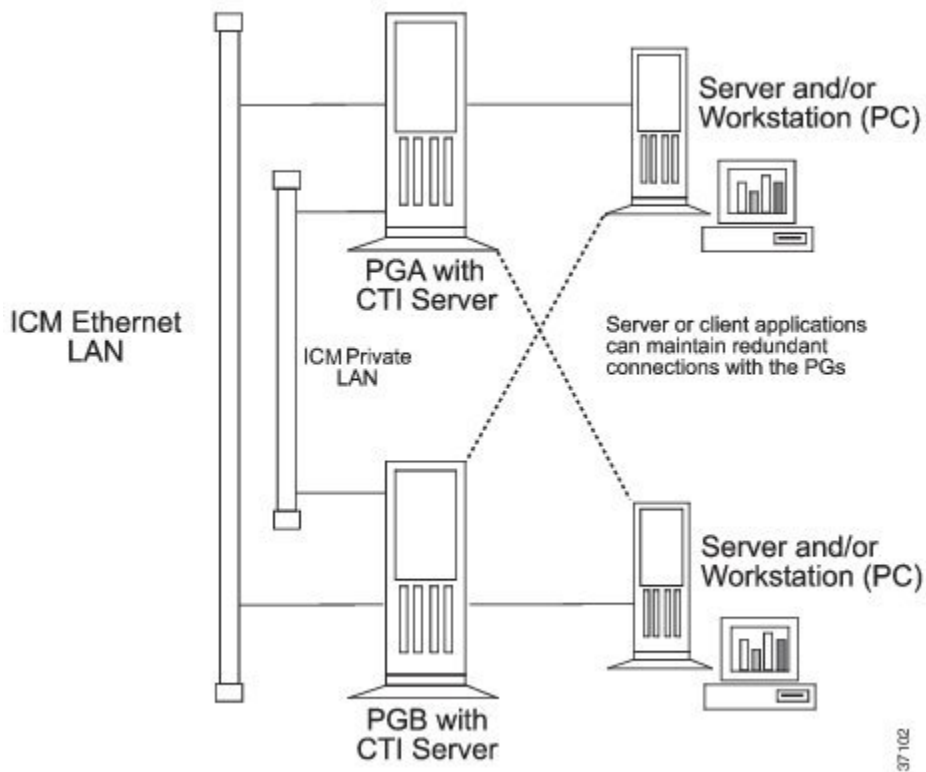 Server and/or
Workstation (PC)
PGA with
CTI Server
ICM Ethernet
LAN
ICM Private
LAN
Server or client applications
can maintain redundant
connections with the PGs
Server and/or
Workstation (PC)
PGB with
CTI Server
37102